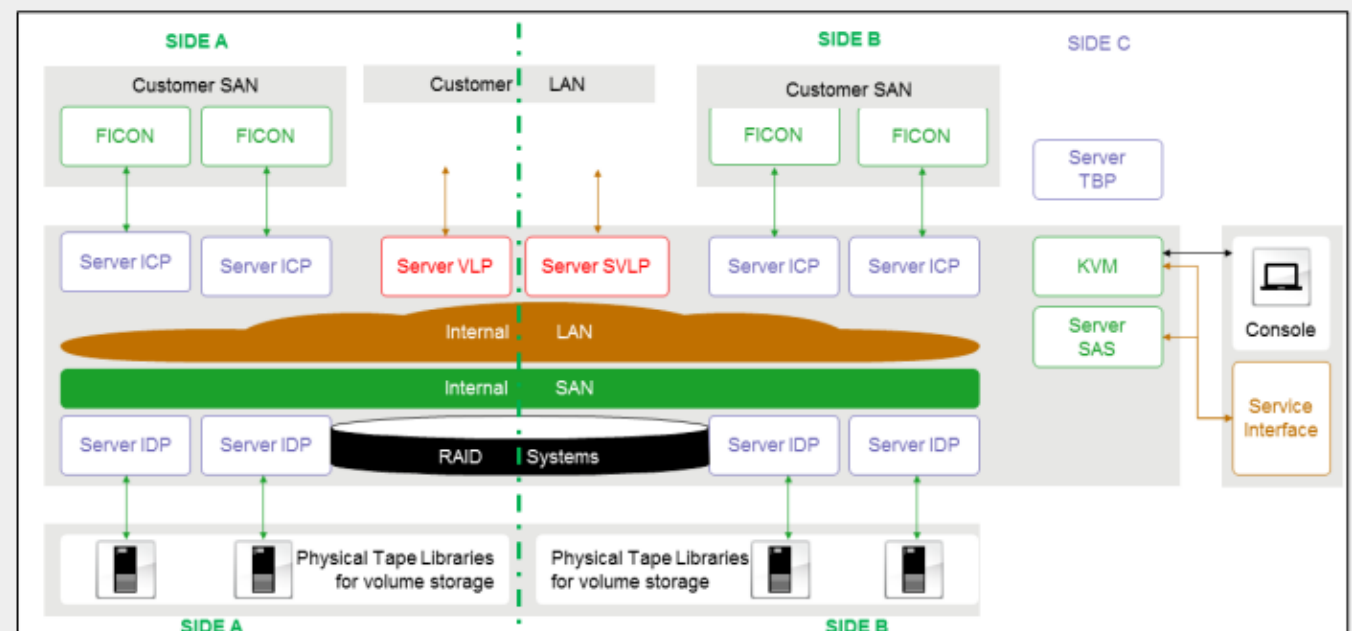 SIDE A
SIDE B
SIDE C
Customer SAN
Customer LAN
Customer SAN
FICON
FICON
FICON
FICON
Server
TBP
Server ICP
Server ICP
Server VLP
Server SVLP
Server ICP
Server ICP
KVM
Console
Internal LAN
Server
SAS
Internal SAN
Service
Interface
Server IDP
Server IDP
RAID Systems
Server IDP
Server IDP
Physical Tape Libraries
for volume storage
Physical Tape Libraries
for volume storage
SIDE A
SIDE B